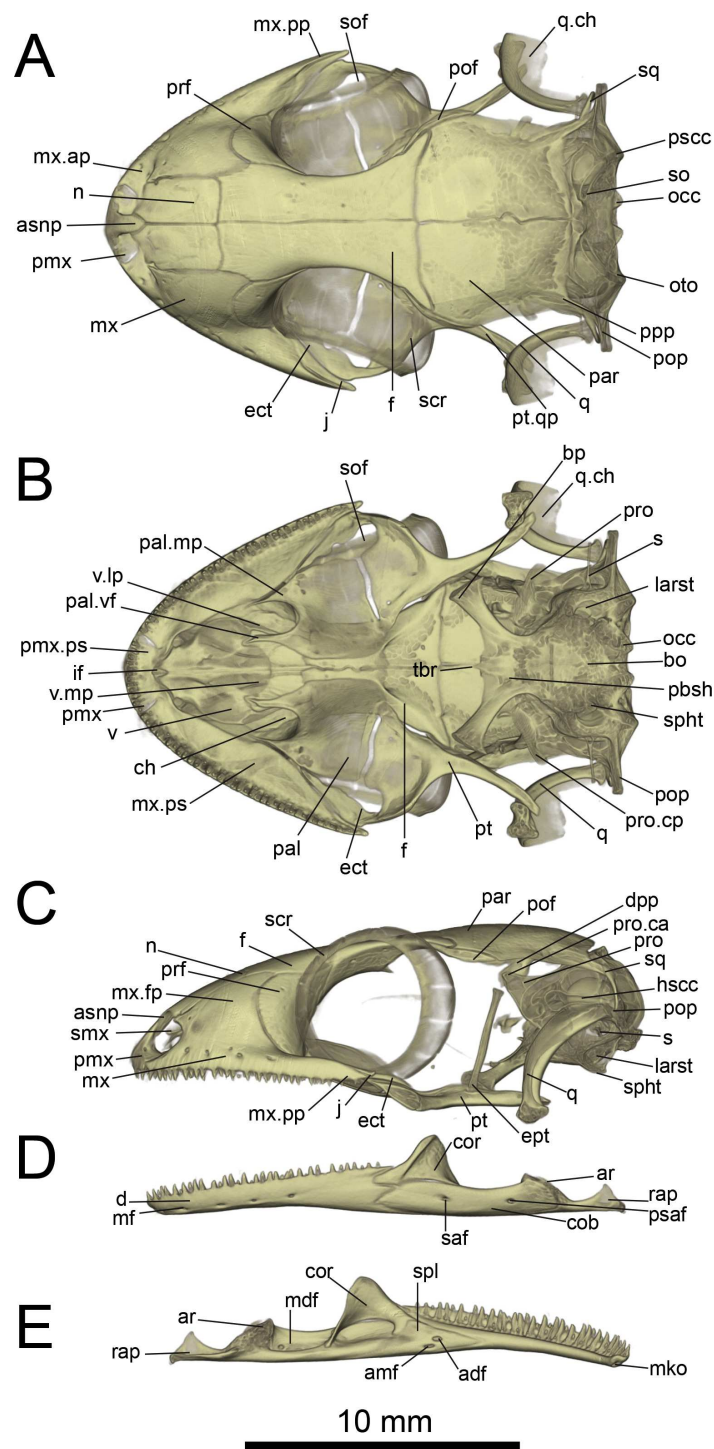 A
mx.pp
sof
q.ch
pof
sq
prf
pscc
mx.ap
so
n
occ
asnp
pmx
oto
mx
ppp
pop
ect
j
f
scr
pt.qp
q
par
B
bp
sof
q.ch
pro
pal.mp
s
v.lp
larst
pal.vf
pmx.ps
occ
if
tbr
bo
v.mp
pbsh
pmx
spht
v
ch
pop
mx.ps
pro.cp
pal
ect
f
pt
q
C
par
pof
dpp
scr
pro.ca
f
pro
n
sq
prf
hscc
mx.fp
pop
asnp
smx
s
pmx
larst
mx
spht
mx.pp
j
ect
pt
ept
q
D
cor
ar
d
rap
mf
psaf
saf
cob
E
cor
spl
mdf
ar
rap
amf
adf
mko
10 mm